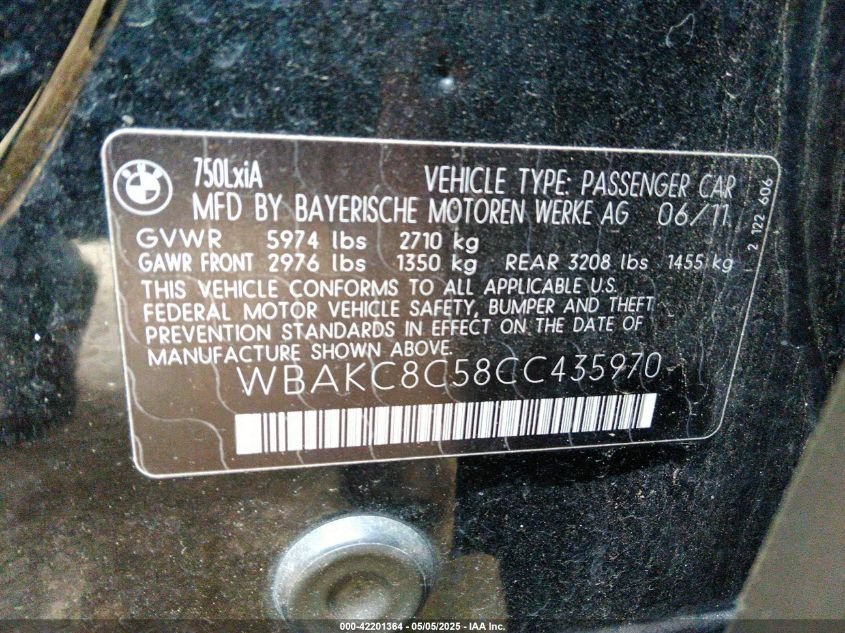 BMW
750LxiA VEHICLE TYPE: PASSENGER CAR
MFD BY BAYERISCHE MOTOREN WERKE AG 06/11
GVWR 5974 lbs 2710 kg
GAWR FRONT 2976 lbs 1350 kg REAR 3208 lbs 1455 kg
THIS VEHICLE CONFORMS TO ALL APPLICABLE U.S.
FEDERAL MOTOR VEHICLE SAFETY, BUMPER AND THEFT
PREVENTION STANDARDS IN EFFECT ON THE DATE OF
MANUFACTURE SHOWN ABOVE.
WBAKC8C58CC435970
2 122 606
000-42201364 - 05/05/2025 - IAA Inc.